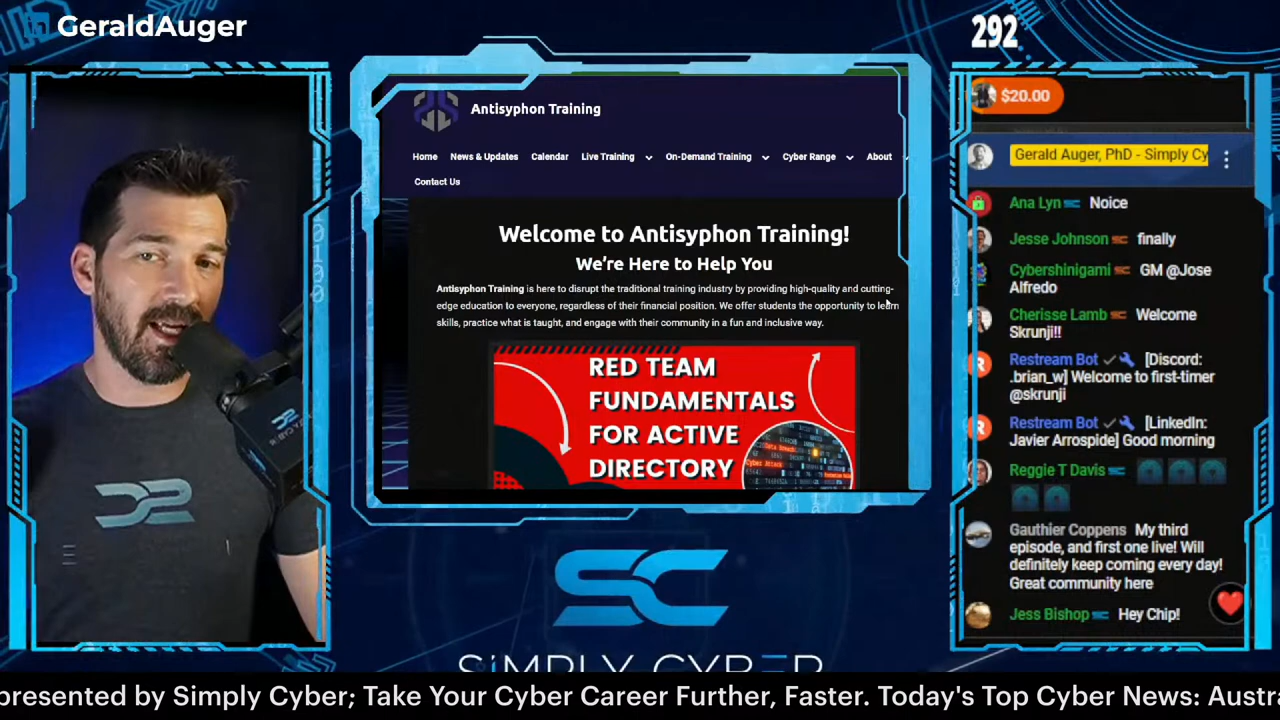 in GeraldAuger
292
Antisyphon Training
Home News & Updates Calendar Live Training On-Demand Training Cyber Range About
Contact Us
Welcome to Antisyphon Training!
We're Here to Help You
Antisyphon Training is here to disrupt the traditional training industry by providing high-quality and cutting-
edge education to everyone, regardless of their financial position. We offer students the opportunity to learn
skills, practice what is taught, and engage with their community in a fun and inclusive way.
RED TEAM
FUNDAMENTALS
FOR ACTIVE
DIRECTORY
Data Breach
Cyber Attack
$20.00
Gerald Auger, PhD - Simply Cy
Ana Lyn Noice
Jesse Johnson finally
Cybershinigami GM @Jose
Alfredo
Cherisse Lamb Welcome
Skrunji!!
Restream Bot [Discord:
.brian_w] Welcome to first-timer
@skrunji
Restream Bot [LinkedIn:
Javier Arrospide] Good morning
Reggie T Davis
Gauthier Coppens My third
episode, and first one live! Will
definitely keep coming every day!
Great community here
Jess Bishop Hey Chip!
SC
SIMPLY CYBER
presented by Simply Cyber; Take Your Cyber Career Further, Faster. Today's Top Cyber News: Austra